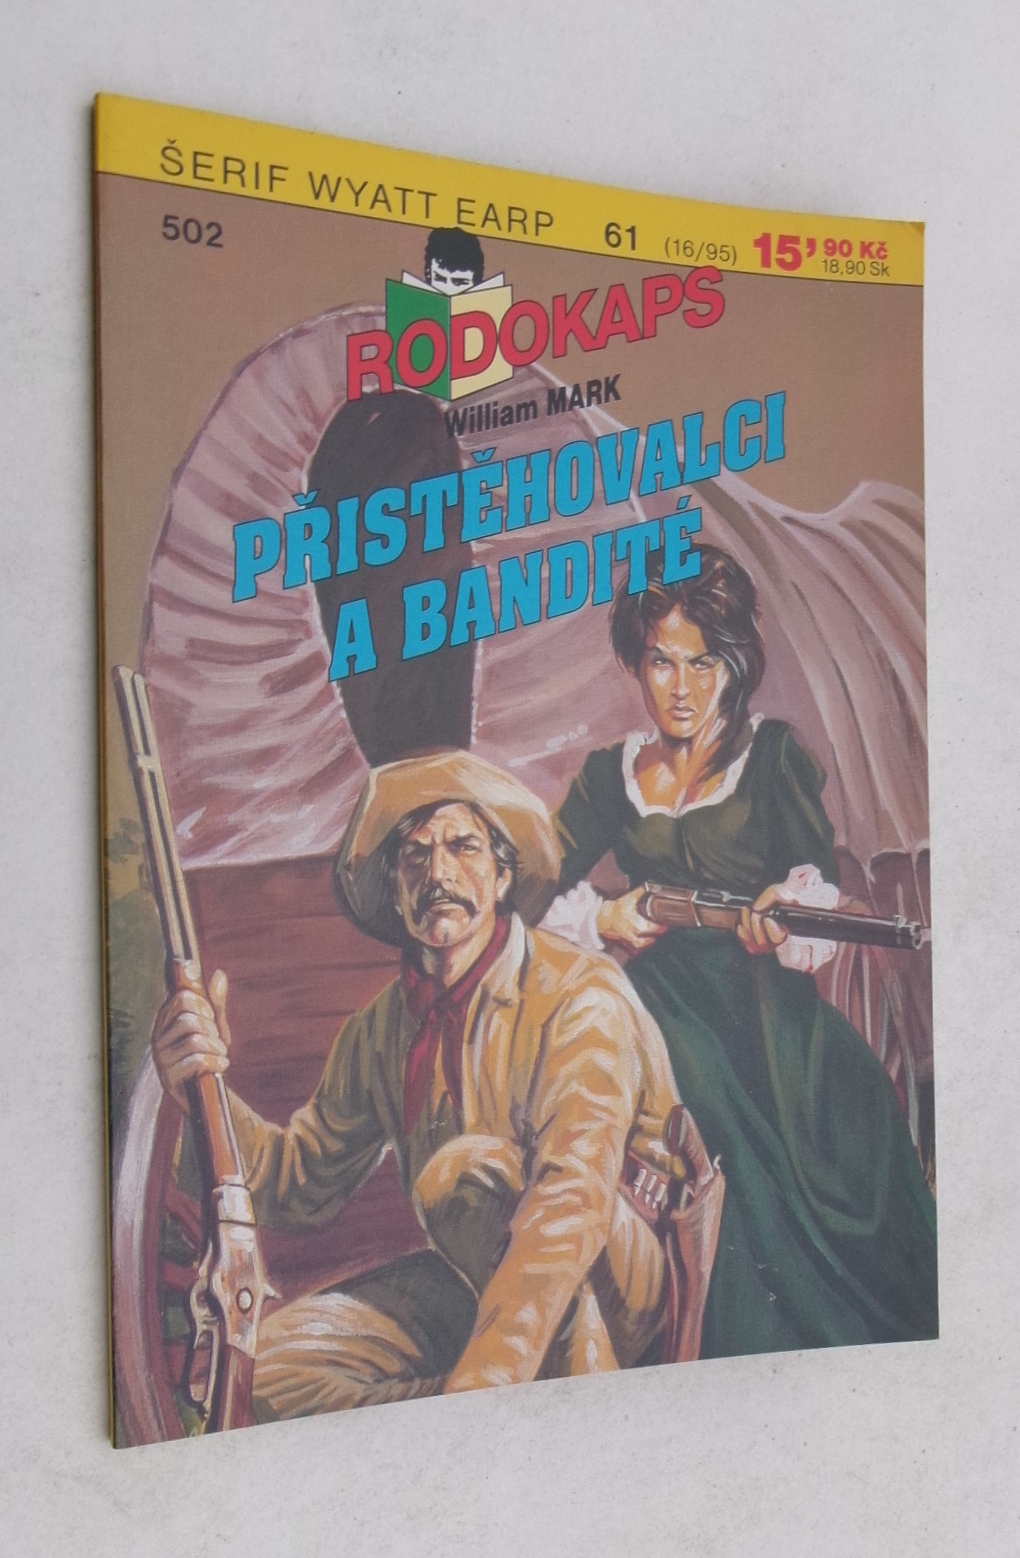 ŠERIF WYATT EARP 61 (16/95) 15,90 Kč
18,90 Sk
502
RODOKAPS
William MARK
PŘISTĚHOVALCI
A BANDITÉ